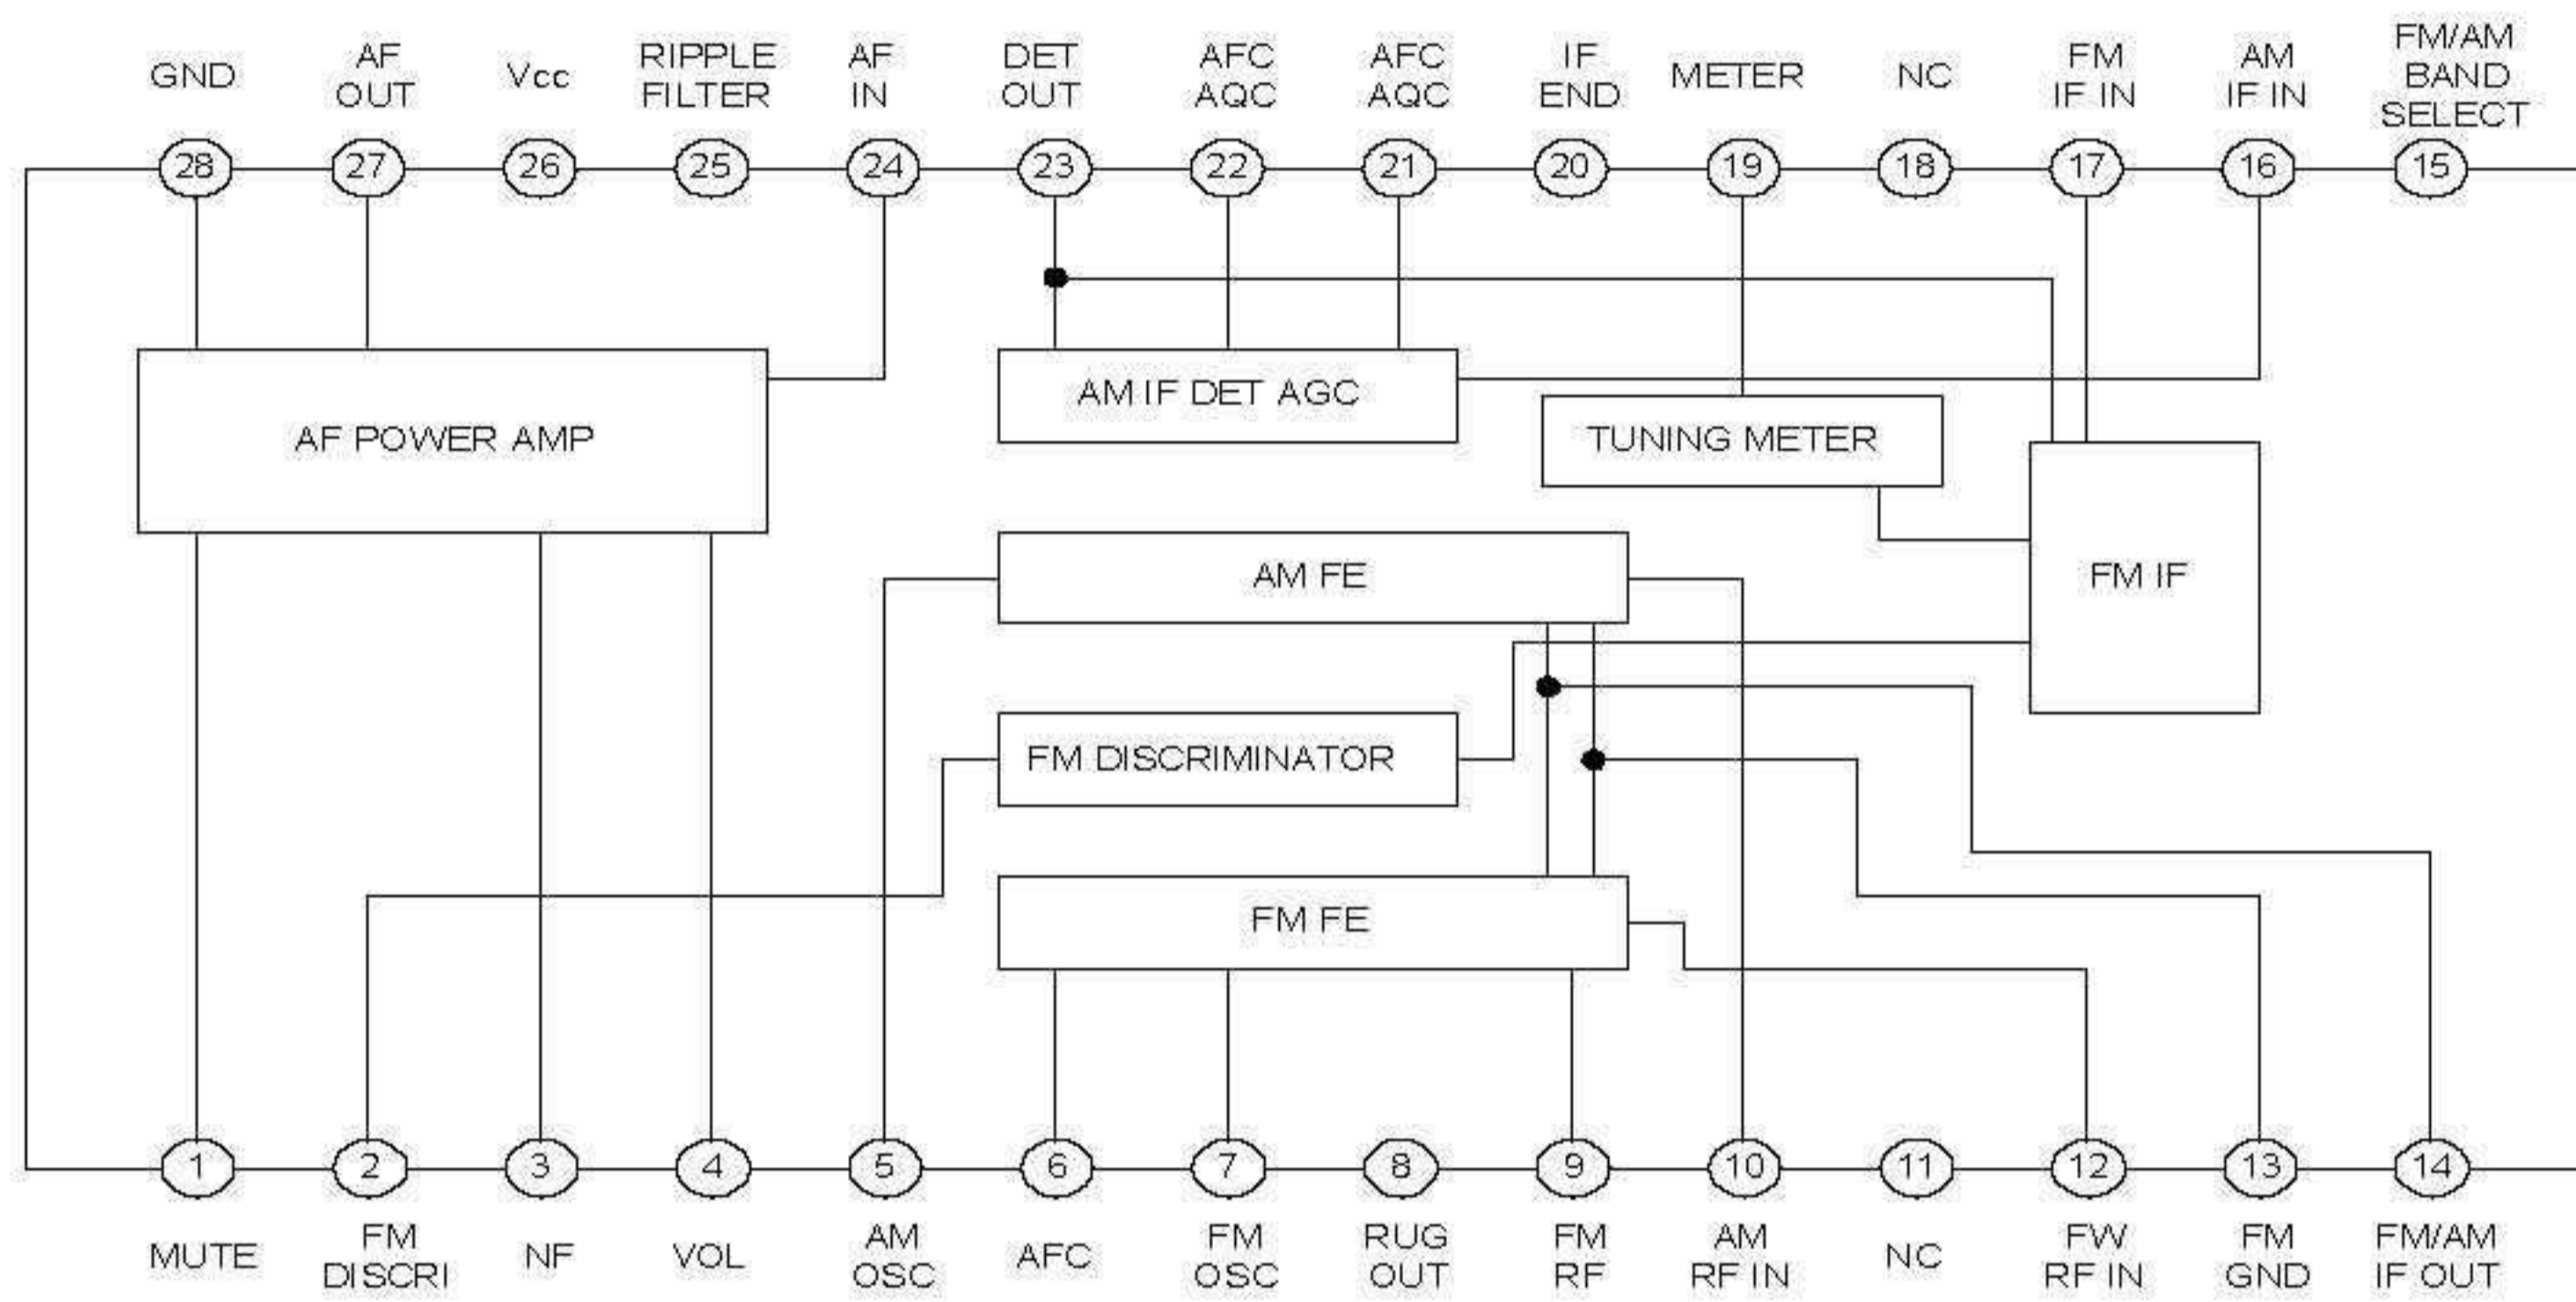 GND
AF
OUT
Vcc
RIPPLE
FILTER
AF
IN
DET
OUT
AFC
AQC
AFC
AQC
IF
END
METER
NC
FM
IF IN
AM
IF IN
FM/AM
BAND
SELECT
28
27
26
25
24
23
22
21
20
19
18
17
16
15
AF POWER AMP
AM IF DET AGC
TUNING METER
AM FE
FM IF
FM DISCRIMINATOR
FM FE
1
2
3
4
5
6
7
8
9
10
11
12
13
14
MUTE
FM
DISCRI
NF
VOL
AM
OSC
AFC
FM
OSC
RUG
OUT
FM
RF
AM
RF IN
NC
FW
RF IN
FM
GND
FM/AM
IF OUT